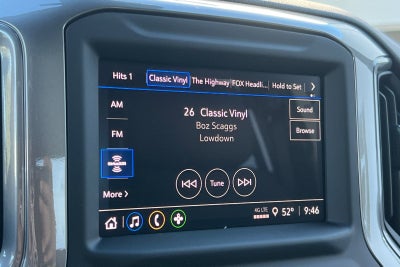 Hits 1 Classic Vinyl The Highway FOX Headli... Hold to Set
AM
26 Classic Vinyl
Sound
Boz Scaggs
FM
Browse
Lowdown
More
Tune
4G LTE 52° 9:46